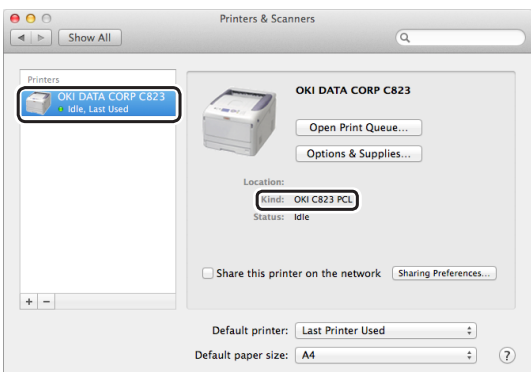 Printers & Scanners
Show All
Printers
OKI DATA CORP C823
Idle, Last Used
OKI DATA CORP C823
Open Print Queue...
Options & Supplies...
Location:
Kind: OKI C823 PCL
Status: Idle
Share this printer on the network Sharing Preferences...
+ −
Default printer: Last Printer Used
Default paper size: A4 ?